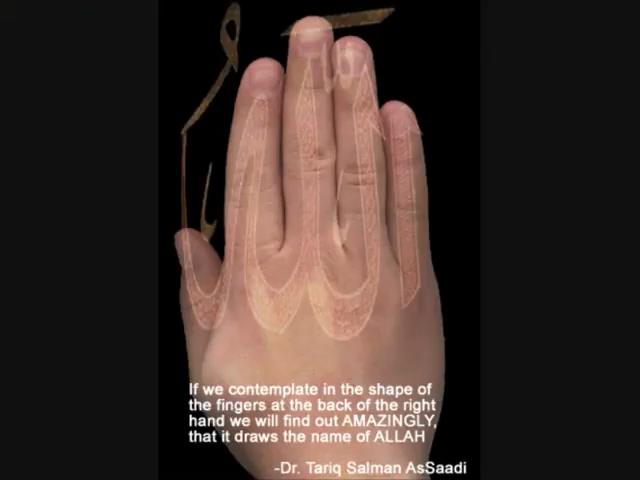 الله
If we contemplate in the shape of
the fingers at the back of the right
hand we will find out AMAZINGLY,
that it draws the name of ALLAH
-Dr. Tariq Salman AsSaadi